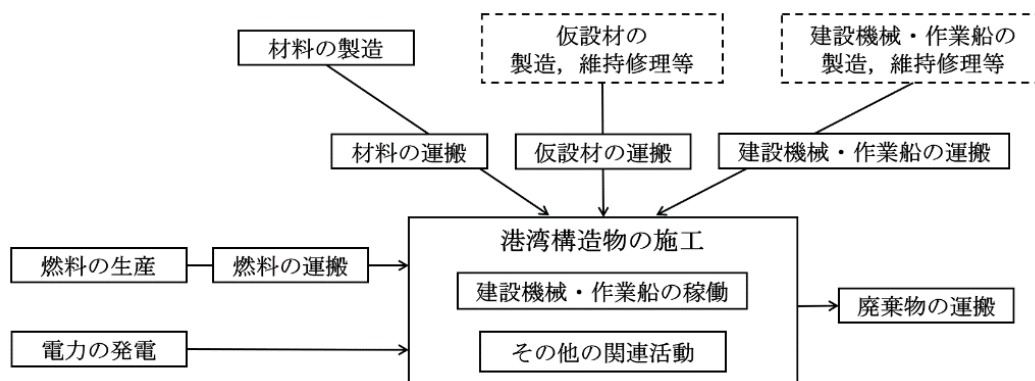 材料の製造
仮設材の
製造，維持修理等
建設機械・作業船の
製造，維持修理等
材料の運搬
仮設材の運搬
建設機械・作業船の運搬
港湾構造物の施工
燃料の生産
燃料の運搬
建設機械・作業船の稼働
廃棄物の運搬
電力の発電
その他の関連活動